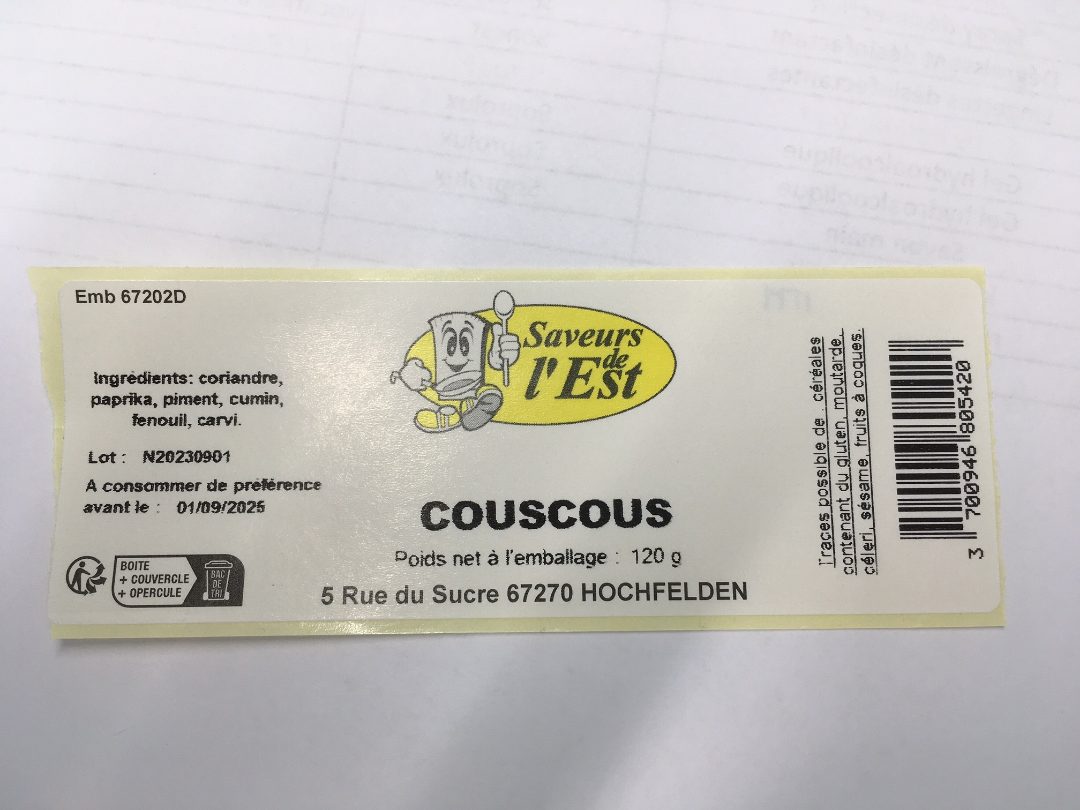 Emb 67202D
Ingrédients: coriandre,
paprika, piment, cumin,
fenouil, carvi.
Lot : N20230901
A consommer de préférence
avant le : 01/09/2025
BOITE
+ COUVERCLE
+ OPERCULE
BAC
DE
TRI
Saveurs
de
l'Est
COUSCOUS
Poids net à l'emballage : 120 g
5 Rue du Sucre 67270 HOCHFELDEN
Traces possible de : céréales
contenant du gluten, moutarde,
céleri, sésame, fruits à coques.
3 700946 805420